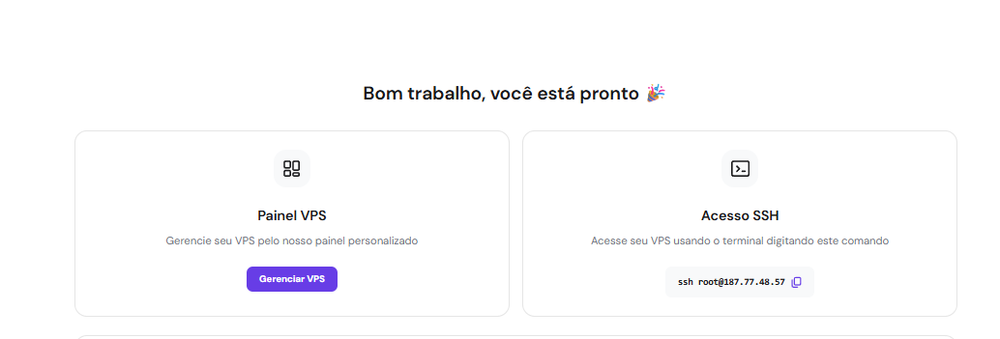 Bom trabalho, você está pronto 🎉
Painel VPS
Gerencie seu VPS pelo nosso painel personalizado
Gerenciar VPS
Acesso SSH
Acesse seu VPS usando o terminal digitando este comando
ssh root@187.77.48.57